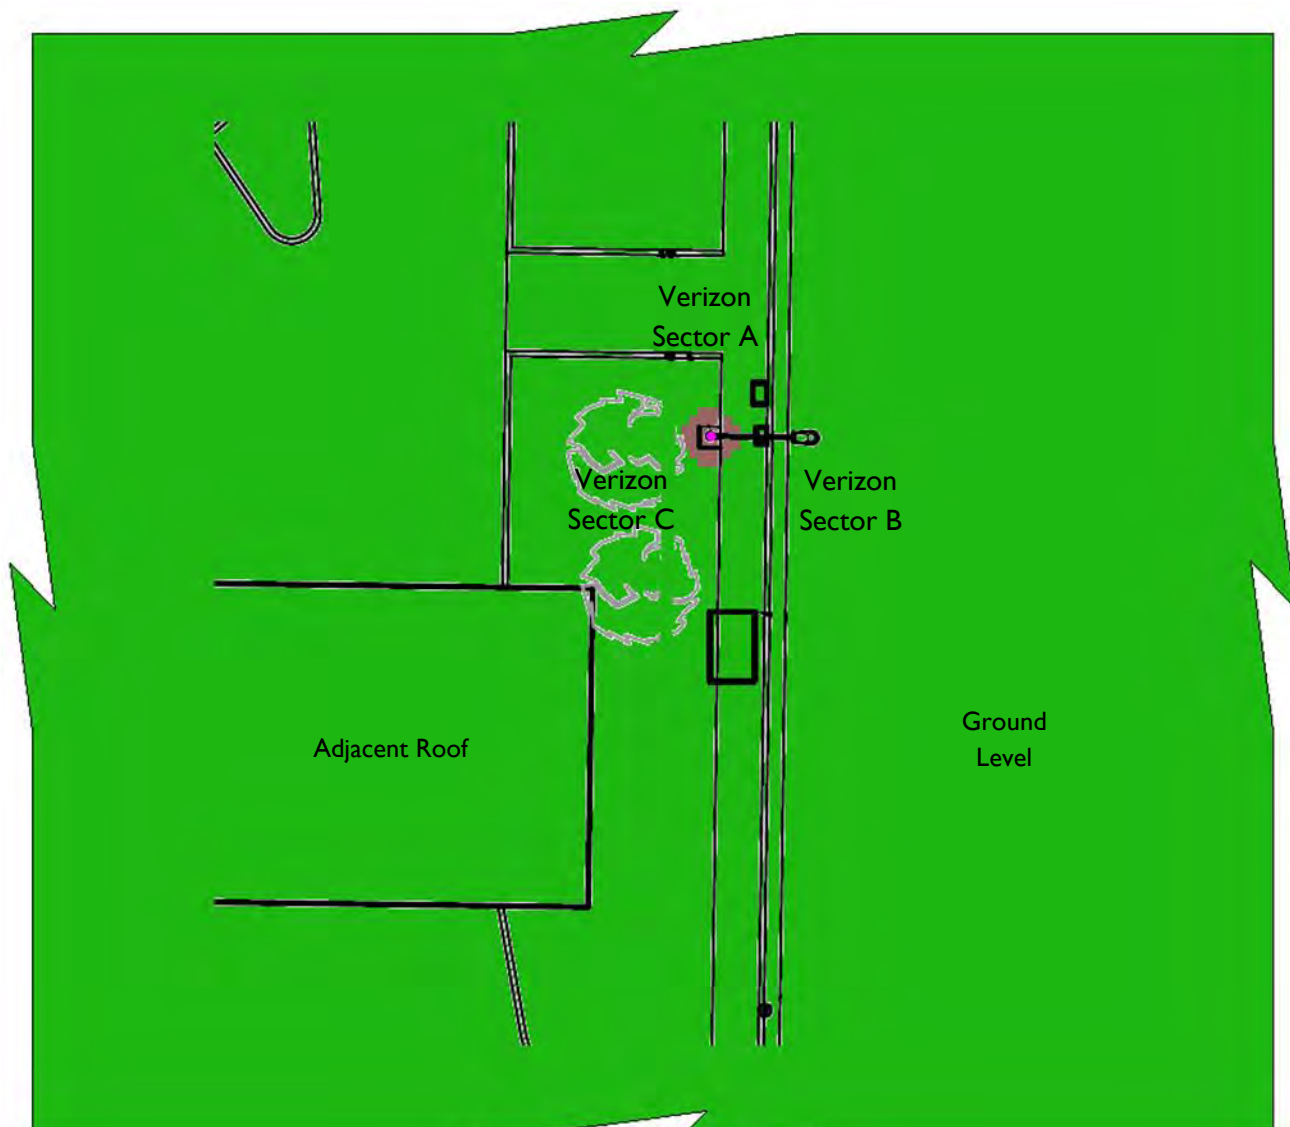 Verizon
Sector A
Verizon
Sector C
Verizon
Sector B
Adjacent Roof
Ground
Level